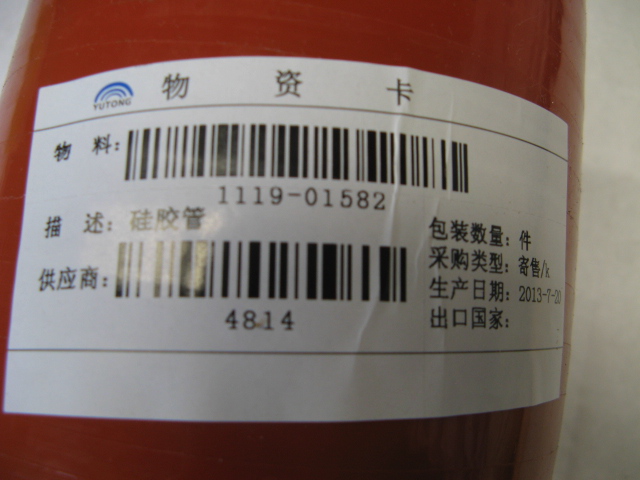 YUTONG 物 资 卡
物 料：
1119-01582
描 述：硅胶管
包装数量：件
采购类型：寄售/k
供应商：
生产日期：2013-7-20
4814
出口国家：